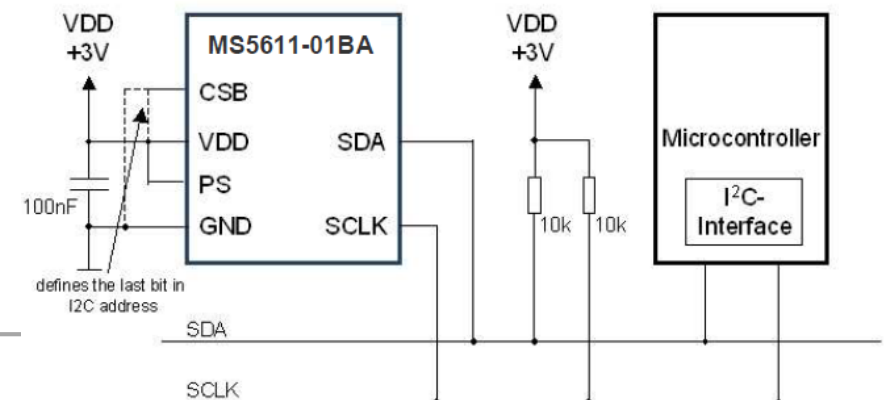 VDD
+3V
MS5611-01BA
CSB
VDD
PS
GND
SDA
SCLK
100nF
defines the last bit in
I2C address
VDD
+3V
10k
10k
Microcontroller
I²C-
Interface
SDA
SCLK